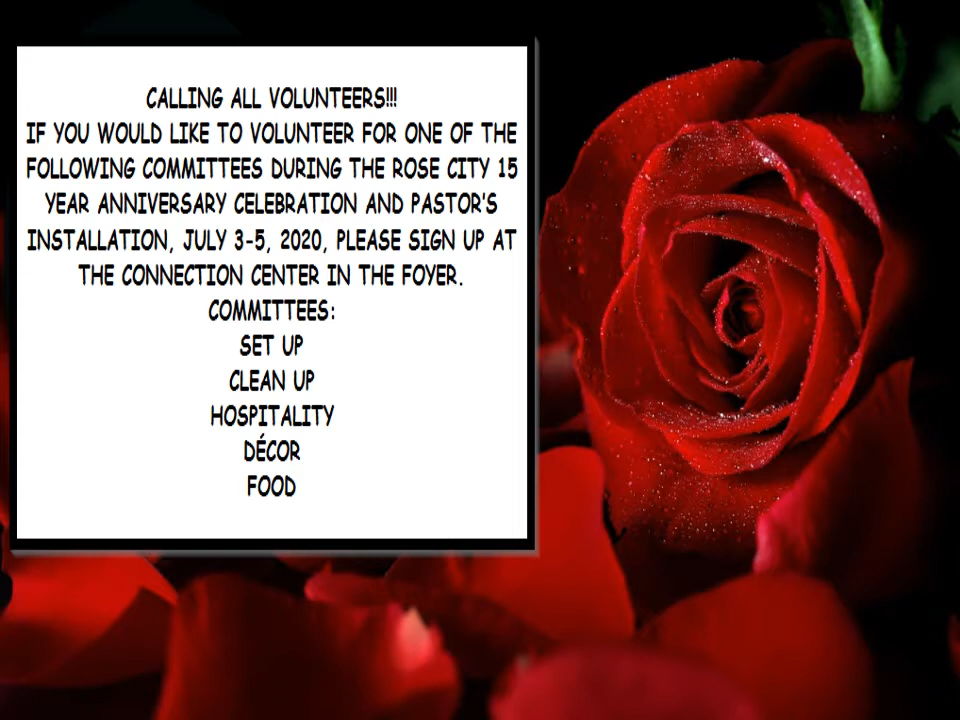 CALLING ALL VOLUNTEERS!!!
IF YOU WOULD LIKE TO VOLUNTEER FOR ONE OF THE
FOLLOWING COMMITTEES DURING THE ROSE CITY 15
YEAR ANNIVERSARY CELEBRATION AND PASTOR'S
INSTALLATION, JULY 3-5, 2020, PLEASE SIGN UP AT
THE CONNECTION CENTER IN THE FOYER.
COMMITTEES:
SET UP
CLEAN UP
HOSPITALITY
DÉCOR
FOOD